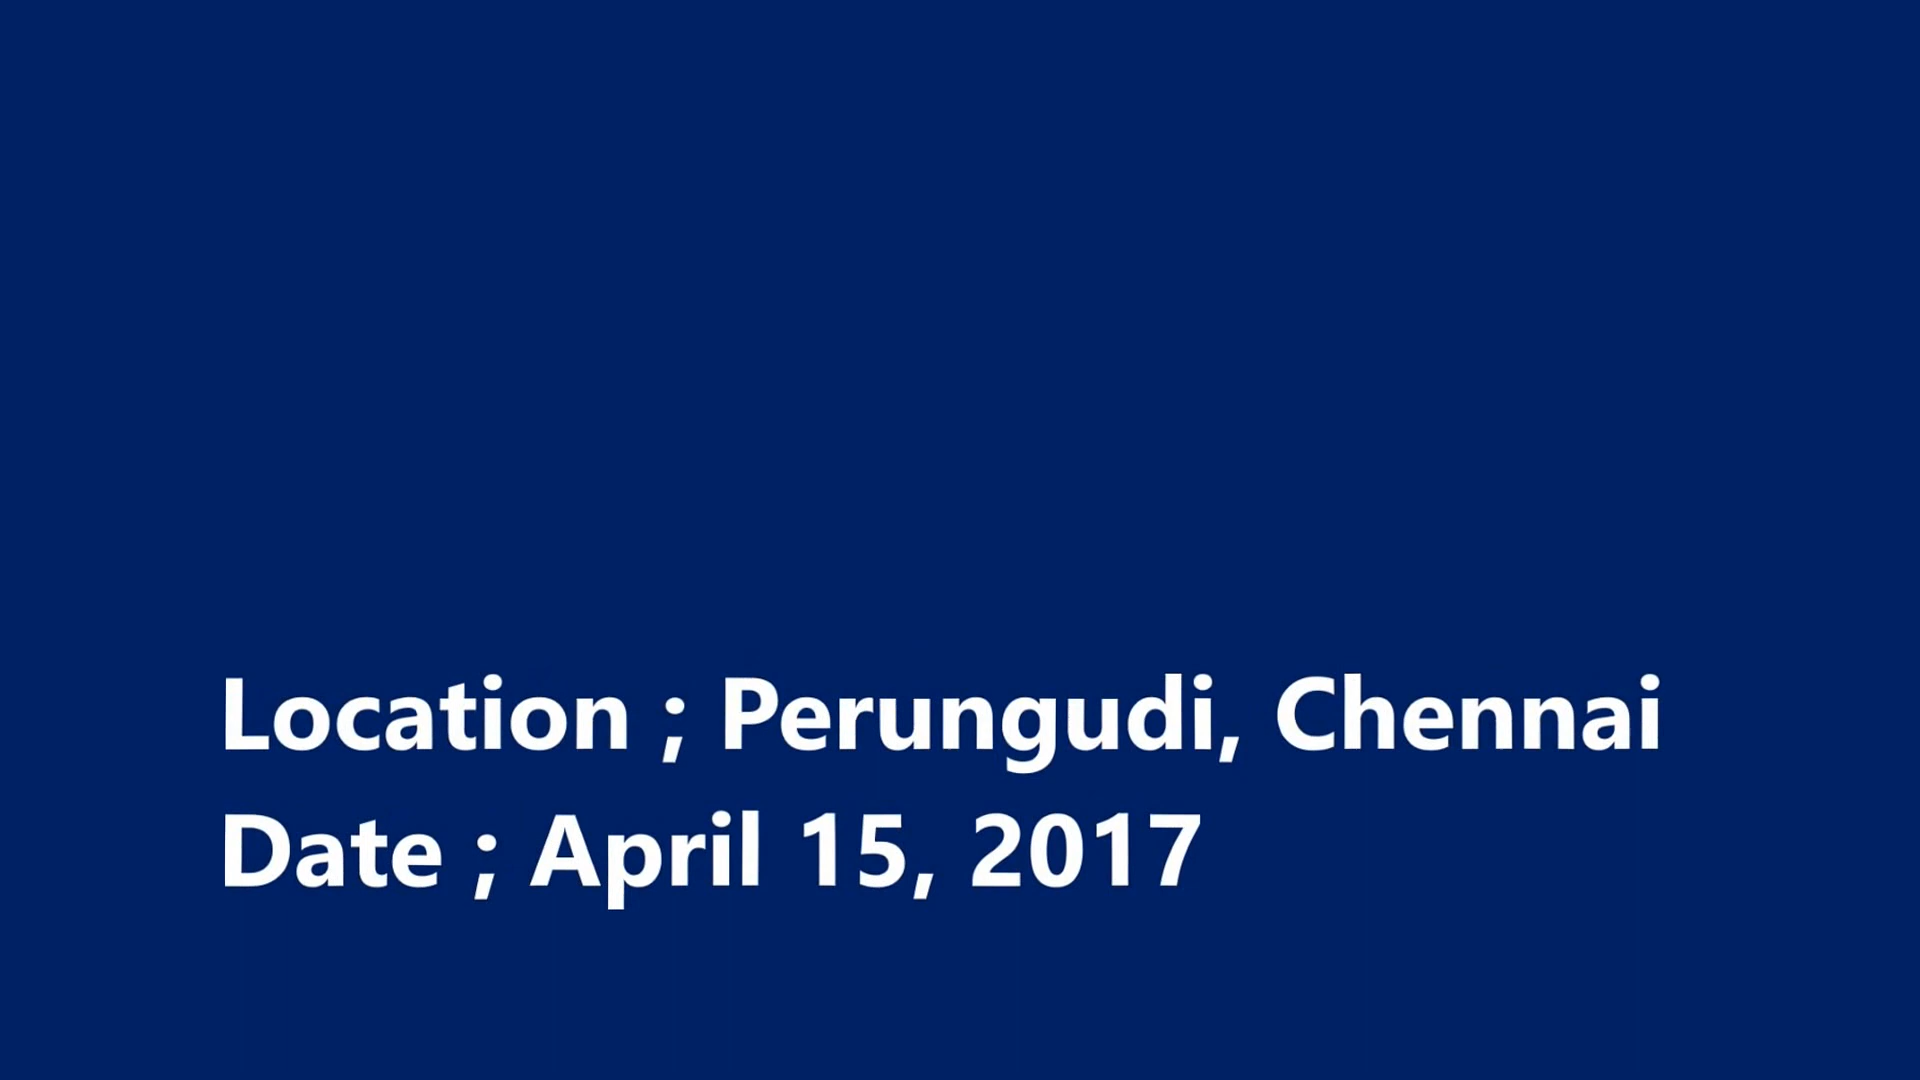 Location ; Perungudi, Chennai
Date ; April 15, 2017